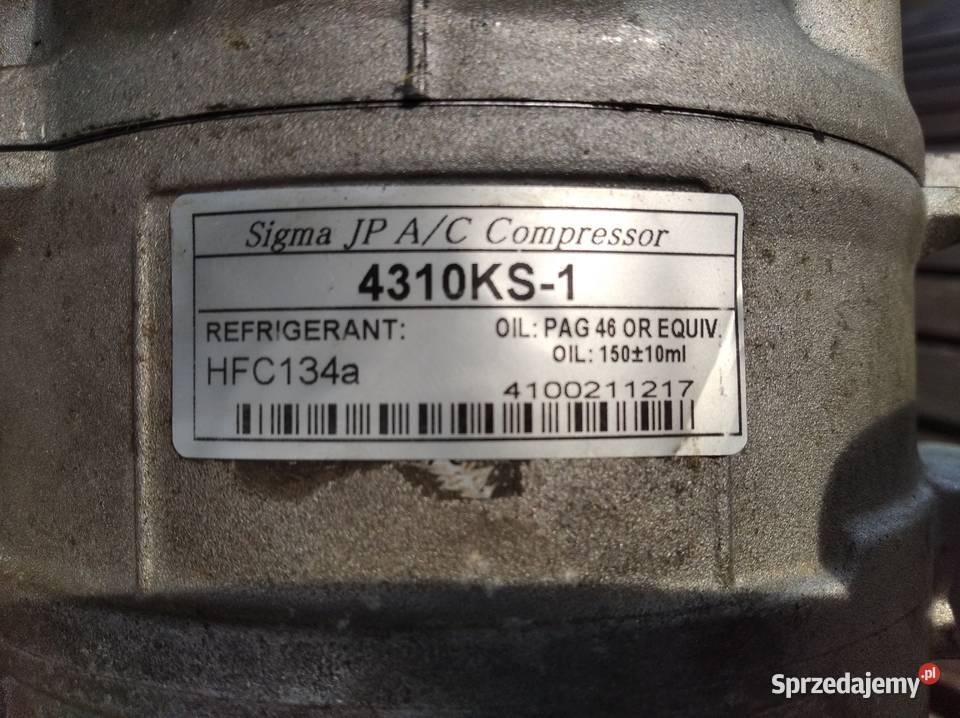 Sigma JP A/C Compressor
4310KS-1
REFRIGERANT: OIL: PAG 46 OR EQUIV.
OIL: 150±10ml
HFC134a
4100211217
Sprzedajemy.pl